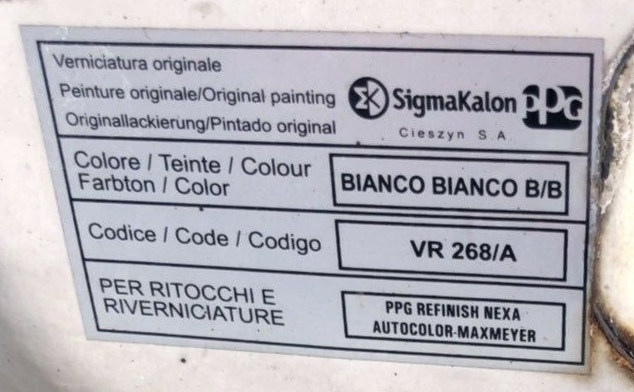 Verniciatura originale
Peinture originale/Original painting
Originallackierung/Pintado original
SigmaKalon PPG
Cieszyn S.A
Colore / Teinte / Colour
Farbton / Color
BIANCO BIANCO B/B
Codice / Code / Codigo
VR 268/A
PER RITOCCHI E
RIVERNICIATURE
PPG REFINISH NEXA
AUTOCOLOR-MAXMEYER